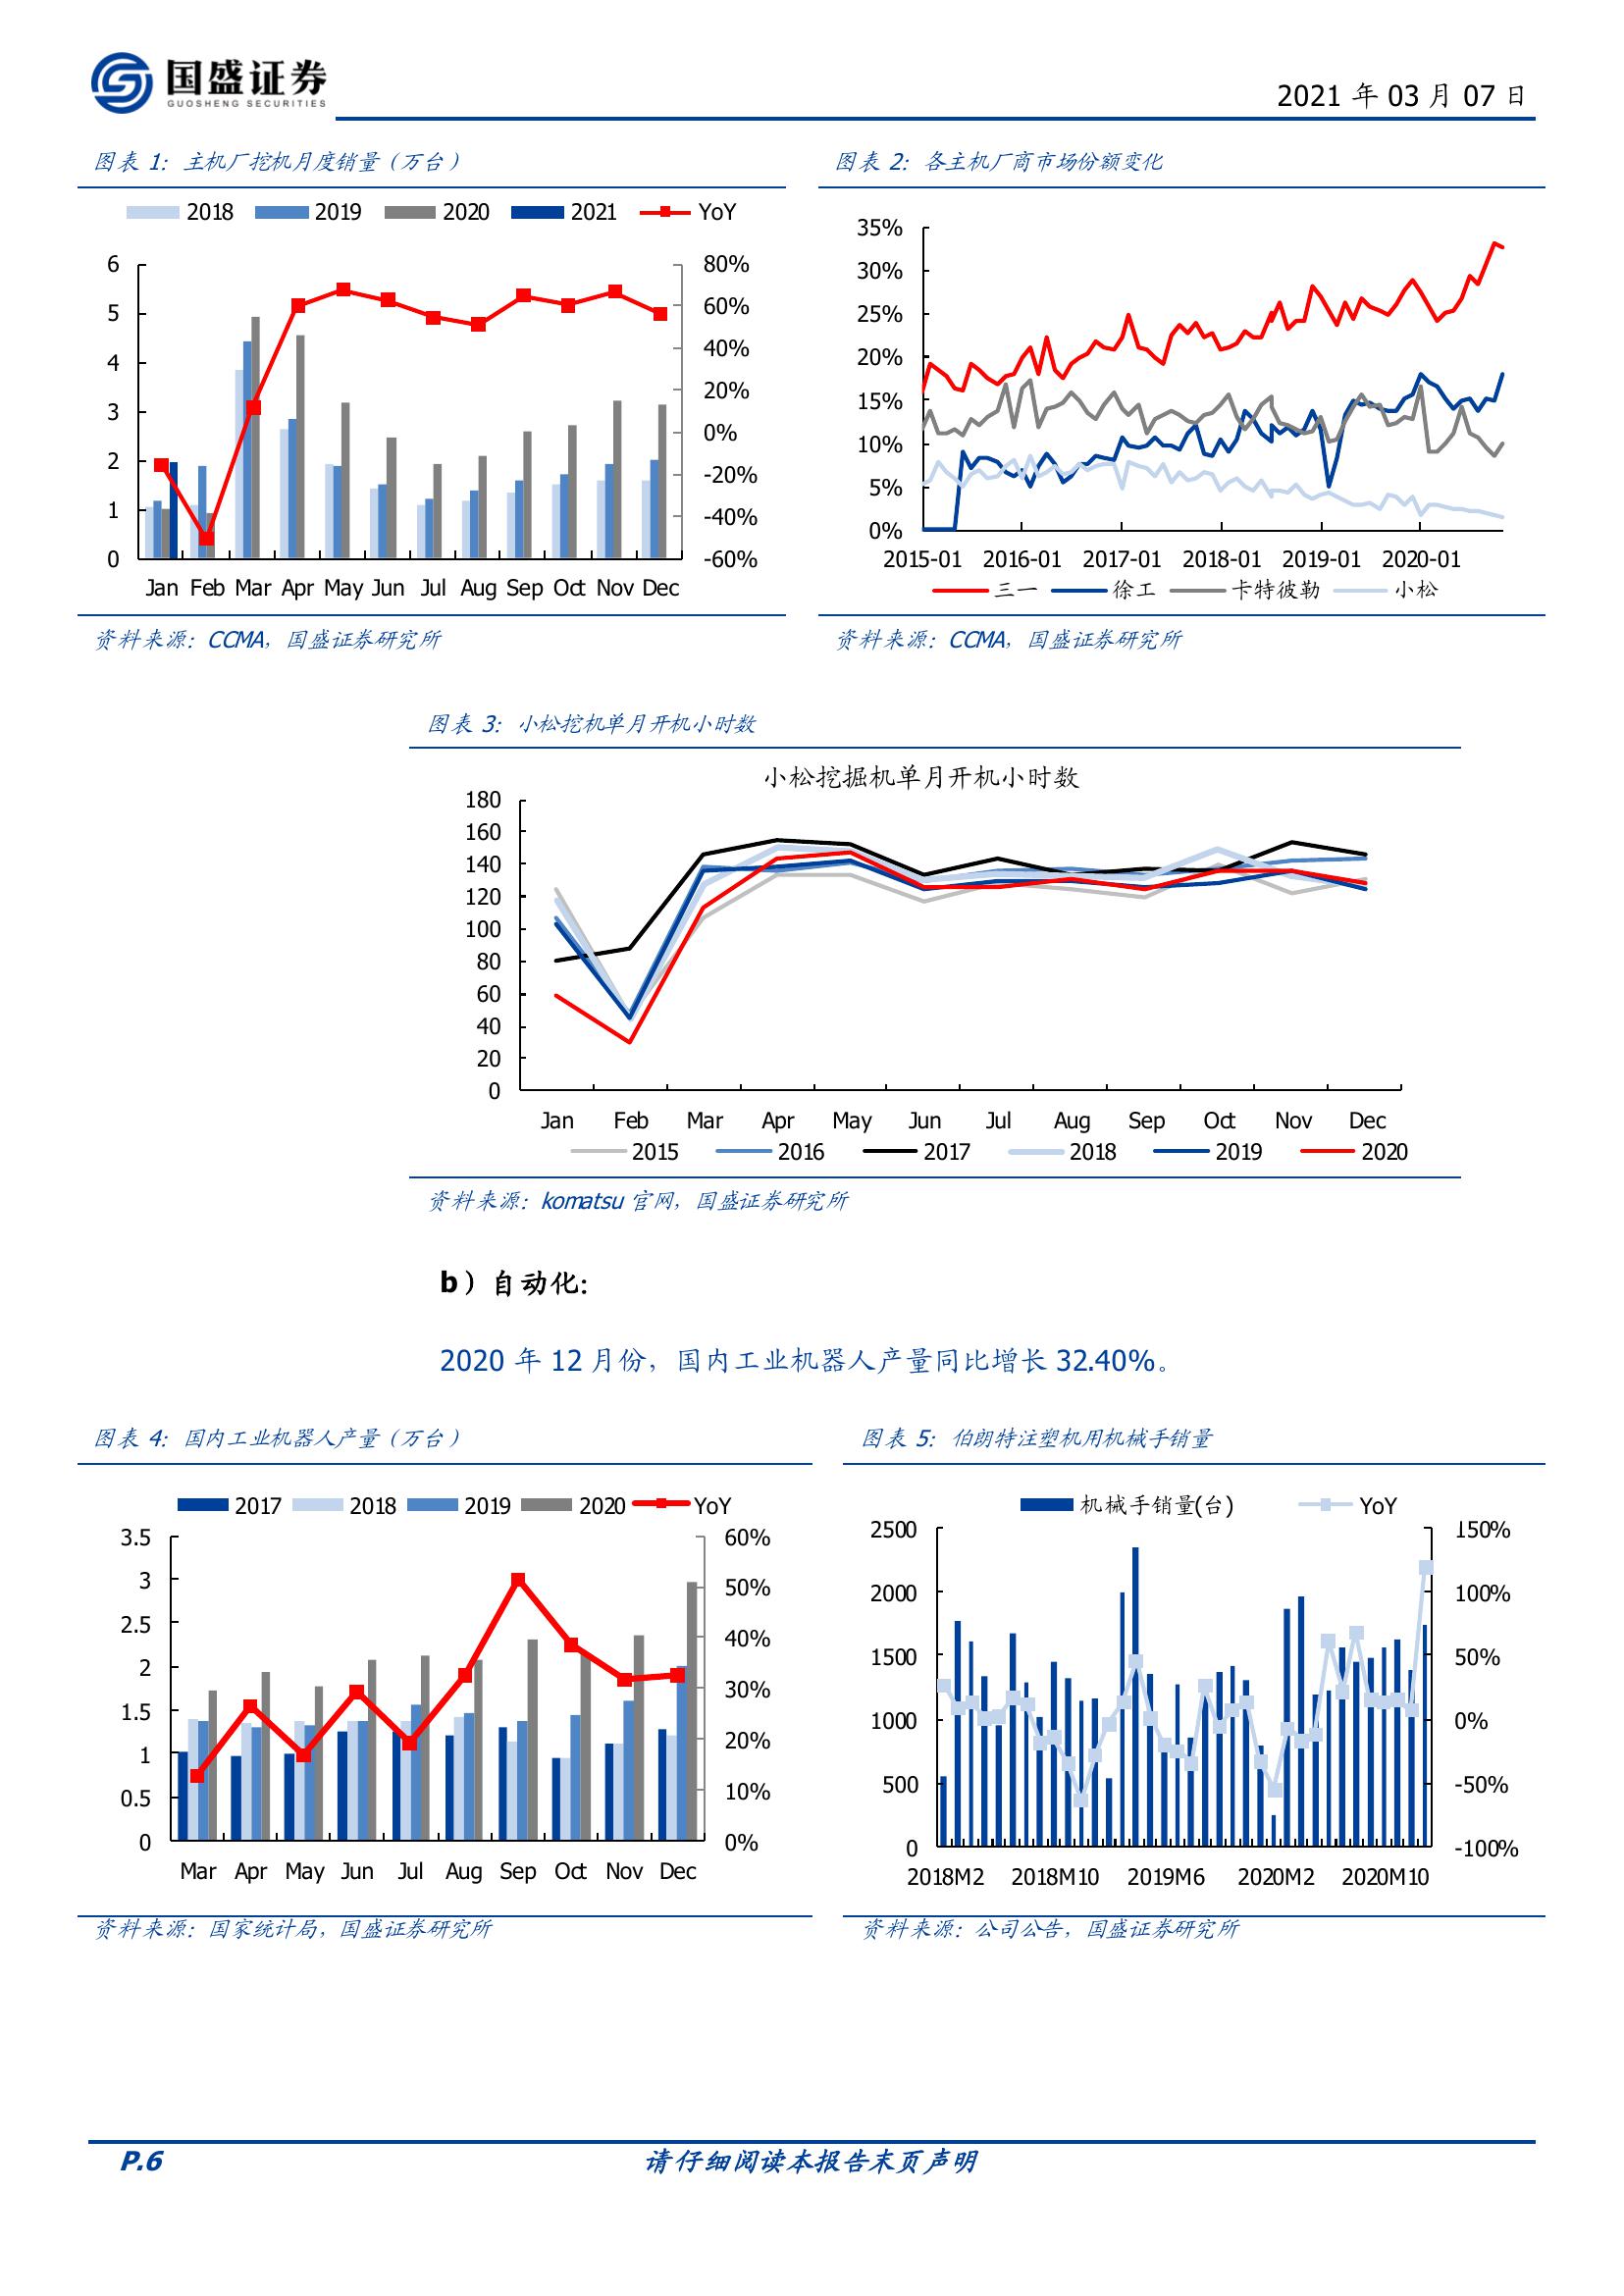 国盛证券
GUOSHENG SECURITIES
2021 年 03 月 07 日
图表 1：主机厂挖机月度销量（万台）
2018 2019 2020 2021 YoY
6
5
4
3
2
1
0
80%
60%
40%
20%
0%
-20%
-40%
-60%
Jan Feb Mar Apr May Jun Jul Aug Sep Oct Nov Dec
资料来源：CCMA，国盛证券研究所
图表 2：各主机厂商市场份额变化
35%
30%
25%
20%
15%
10%
5%
0%
2015-01 2016-01 2017-01 2018-01 2019-01 2020-01
三一 徐工 卡特彼勒 小松
资料来源：CCMA，国盛证券研究所
图表 3：小松挖机单月开机小时数
小松挖掘机单月开机小时数
180
160
140
120
100
80
60
40
20
0
Jan Feb Mar Apr May Jun Jul Aug Sep Oct Nov Dec
2015 2016 2017 2018 2019 2020
资料来源：komatsu 官网，国盛证券研究所
b）自动化：
2020 年 12 月份，国内工业机器人产量同比增长 32.40%。
图表 4：国内工业机器人产量（万台）
2017 2018 2019 2020 YoY
3.5
3
2.5
2
1.5
1
0.5
0
60%
50%
40%
30%
20%
10%
0%
Mar Apr May Jun Jul Aug Sep Oct Nov Dec
资料来源：国家统计局，国盛证券研究所
图表 5：伯朗特注塑机用机械手销量
机械手销量(台) YoY
2500
2000
1500
1000
500
0
150%
100%
50%
0%
-50%
-100%
2018M2 2018M10 2019M6 2020M2 2020M10
资料来源：公司公告，国盛证券研究所
P.6
请仔细阅读本报告末页声明